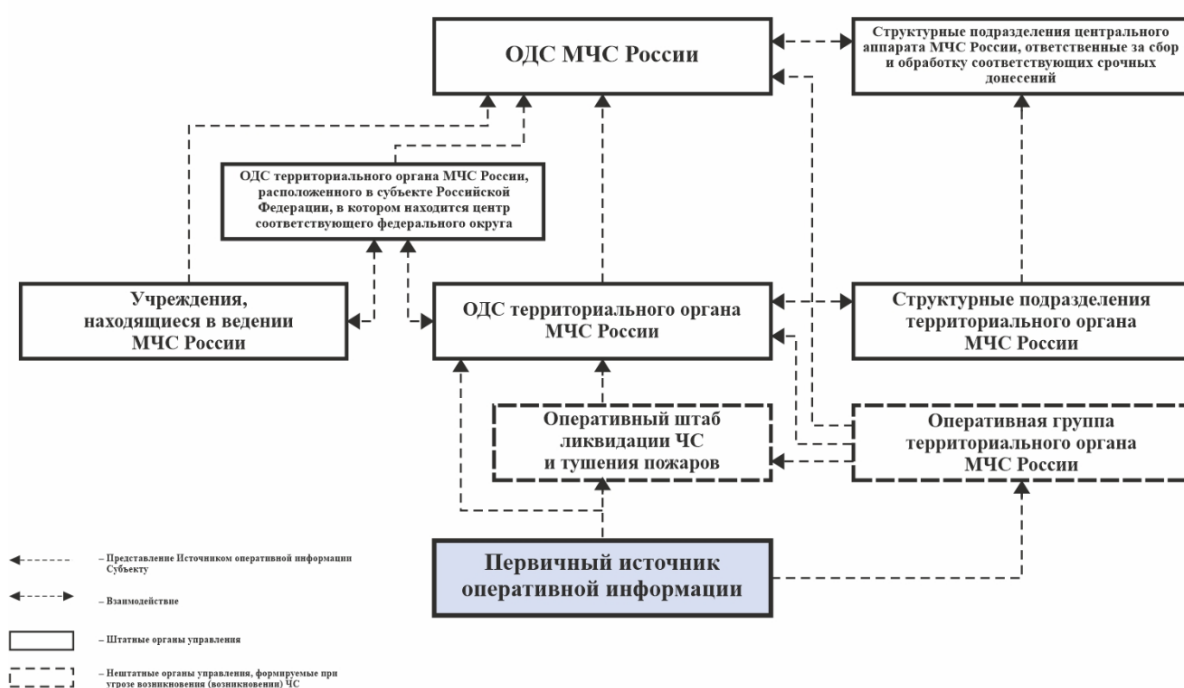 ОДС МЧС России
Структурные подразделения центрального
аппарата МЧС России, ответственные за сбор
и обработку соответствующих срочных
донесений
ОДС территориального органа МЧС России,
расположенного в субъекте Российской
Федерации, в котором находится центр
соответствующего федерального округа
Учреждения,
находящиеся в ведении
МЧС России
ОДС территориального органа
МЧС России
Структурные подразделения
территориального органа
МЧС России
Оперативный штаб
ликвидации ЧС
и тушения пожаров
Оперативная группа
территориального органа
МЧС России
Первичный источник
оперативной информации
– Представление Источником оперативной информации
Субъекту
– Взаимодействие
– Штатные органы управления
– Нештатные органы управления, формируемые при
угрозе возникновения (возникновении) ЧС